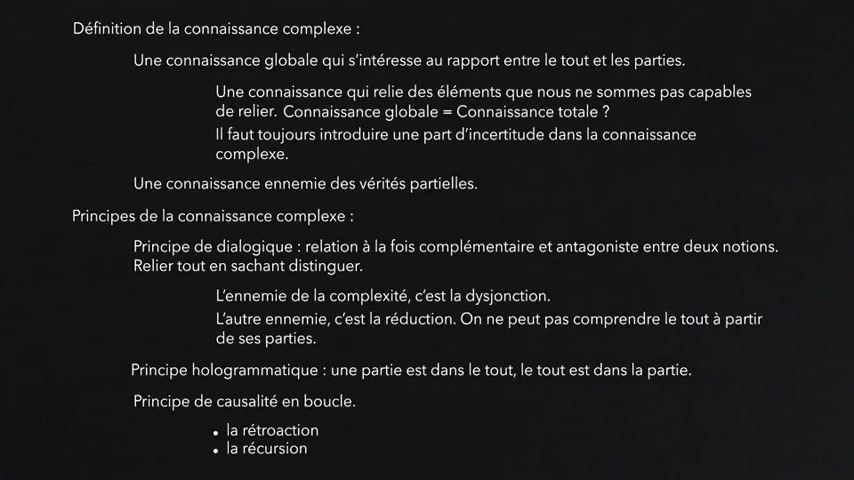 Définition de la connaissance complexe :
Une connaissance globale qui s’intéresse au rapport entre le tout et les parties.
Une connaissance qui relie des éléments que nous ne sommes pas capables
de relier. Connaissance globale = Connaissance totale ?
Il faut toujours introduire une part d’incertitude dans la connaissance
complexe.
Une connaissance ennemie des vérités partielles.
Principes de la connaissance complexe :
Principe de dialogique : relation à la fois complémentaire et antagoniste entre deux notions.
Relier tout en sachant distinguer.
L’ennemie de la complexité, c’est la dysjonction.
L’autre ennemie, c’est la réduction. On ne peut pas comprendre le tout à partir
de ses parties.
Principe hologrammatique : une partie est dans le tout, le tout est dans la partie.
Principe de causalité en boucle.
• la rétroaction
• la récursion